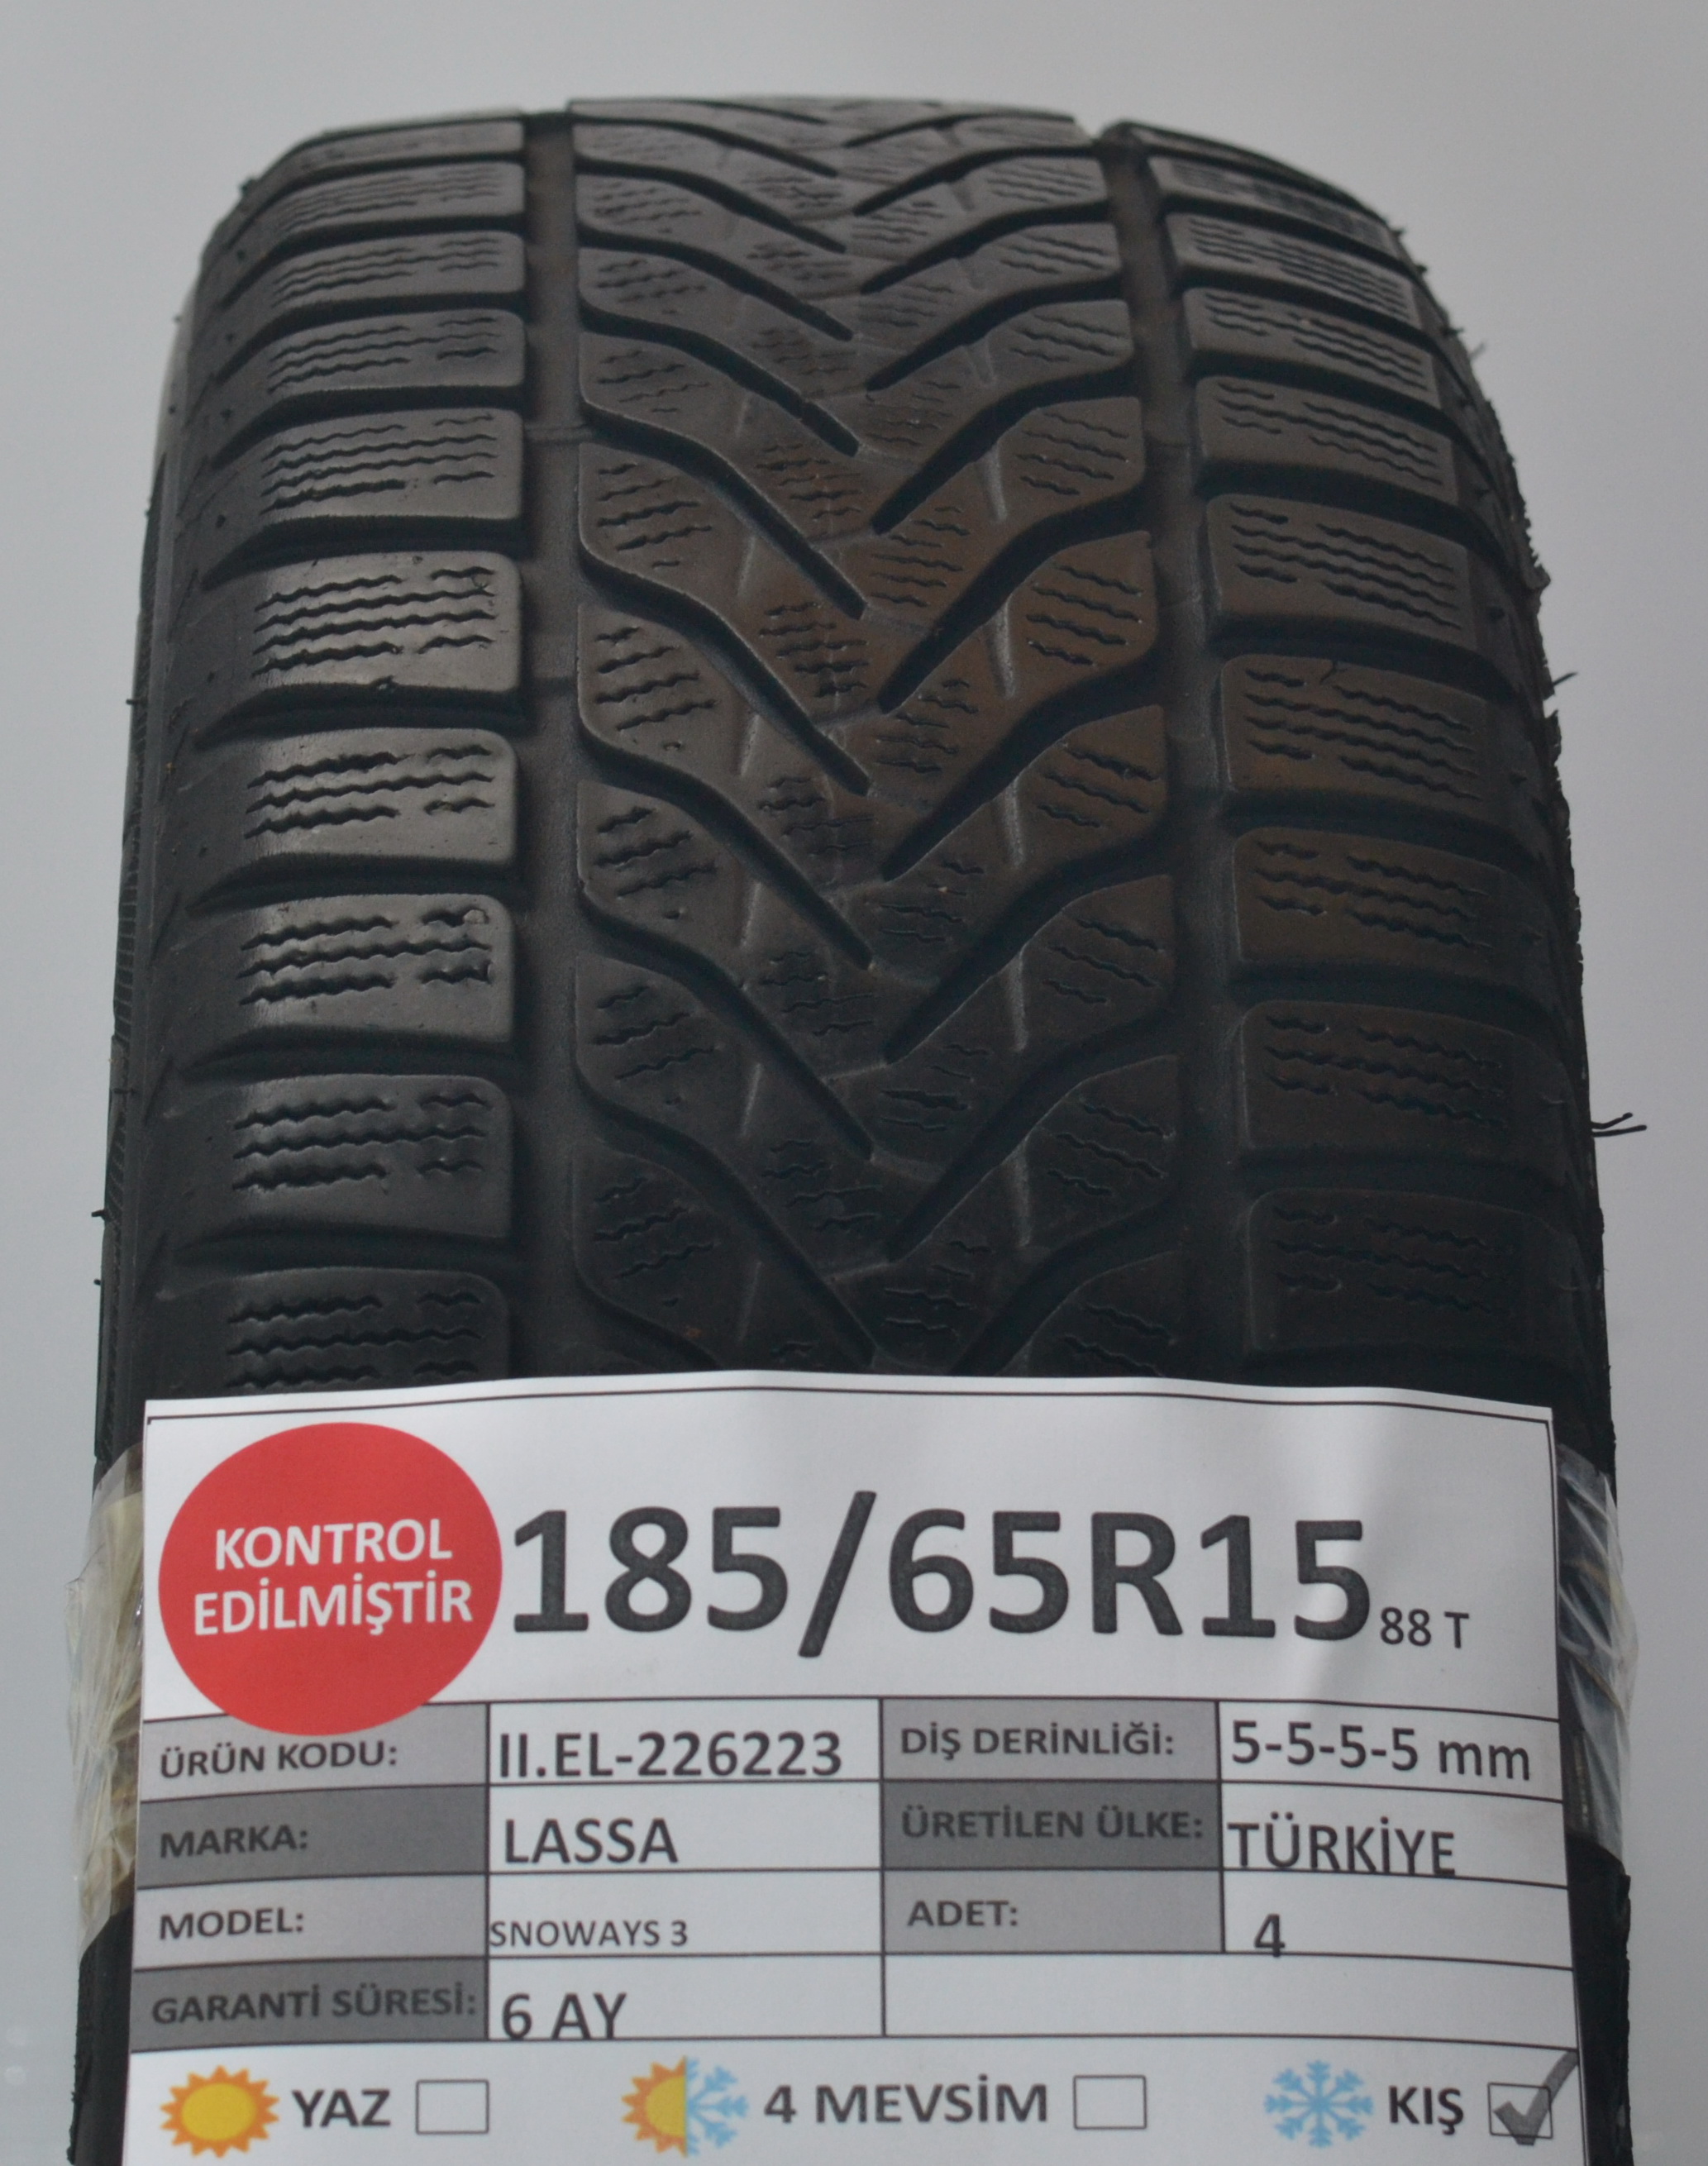 KONTROL
EDİLMİŞTİR
185/65R15 88 T
ÜRÜN KODU: II.EL-226223 DİŞ DERİNLİĞİ: 5-5-5-5 mm
MARKA: LASSA ÜRETİLEN ÜLKE: TÜRKİYE
MODEL: SNOWAYS 3 ADET: 4
GARANTİ SÜRESİ: 6 AY
YAZ 4 MEVSİM KIŞ